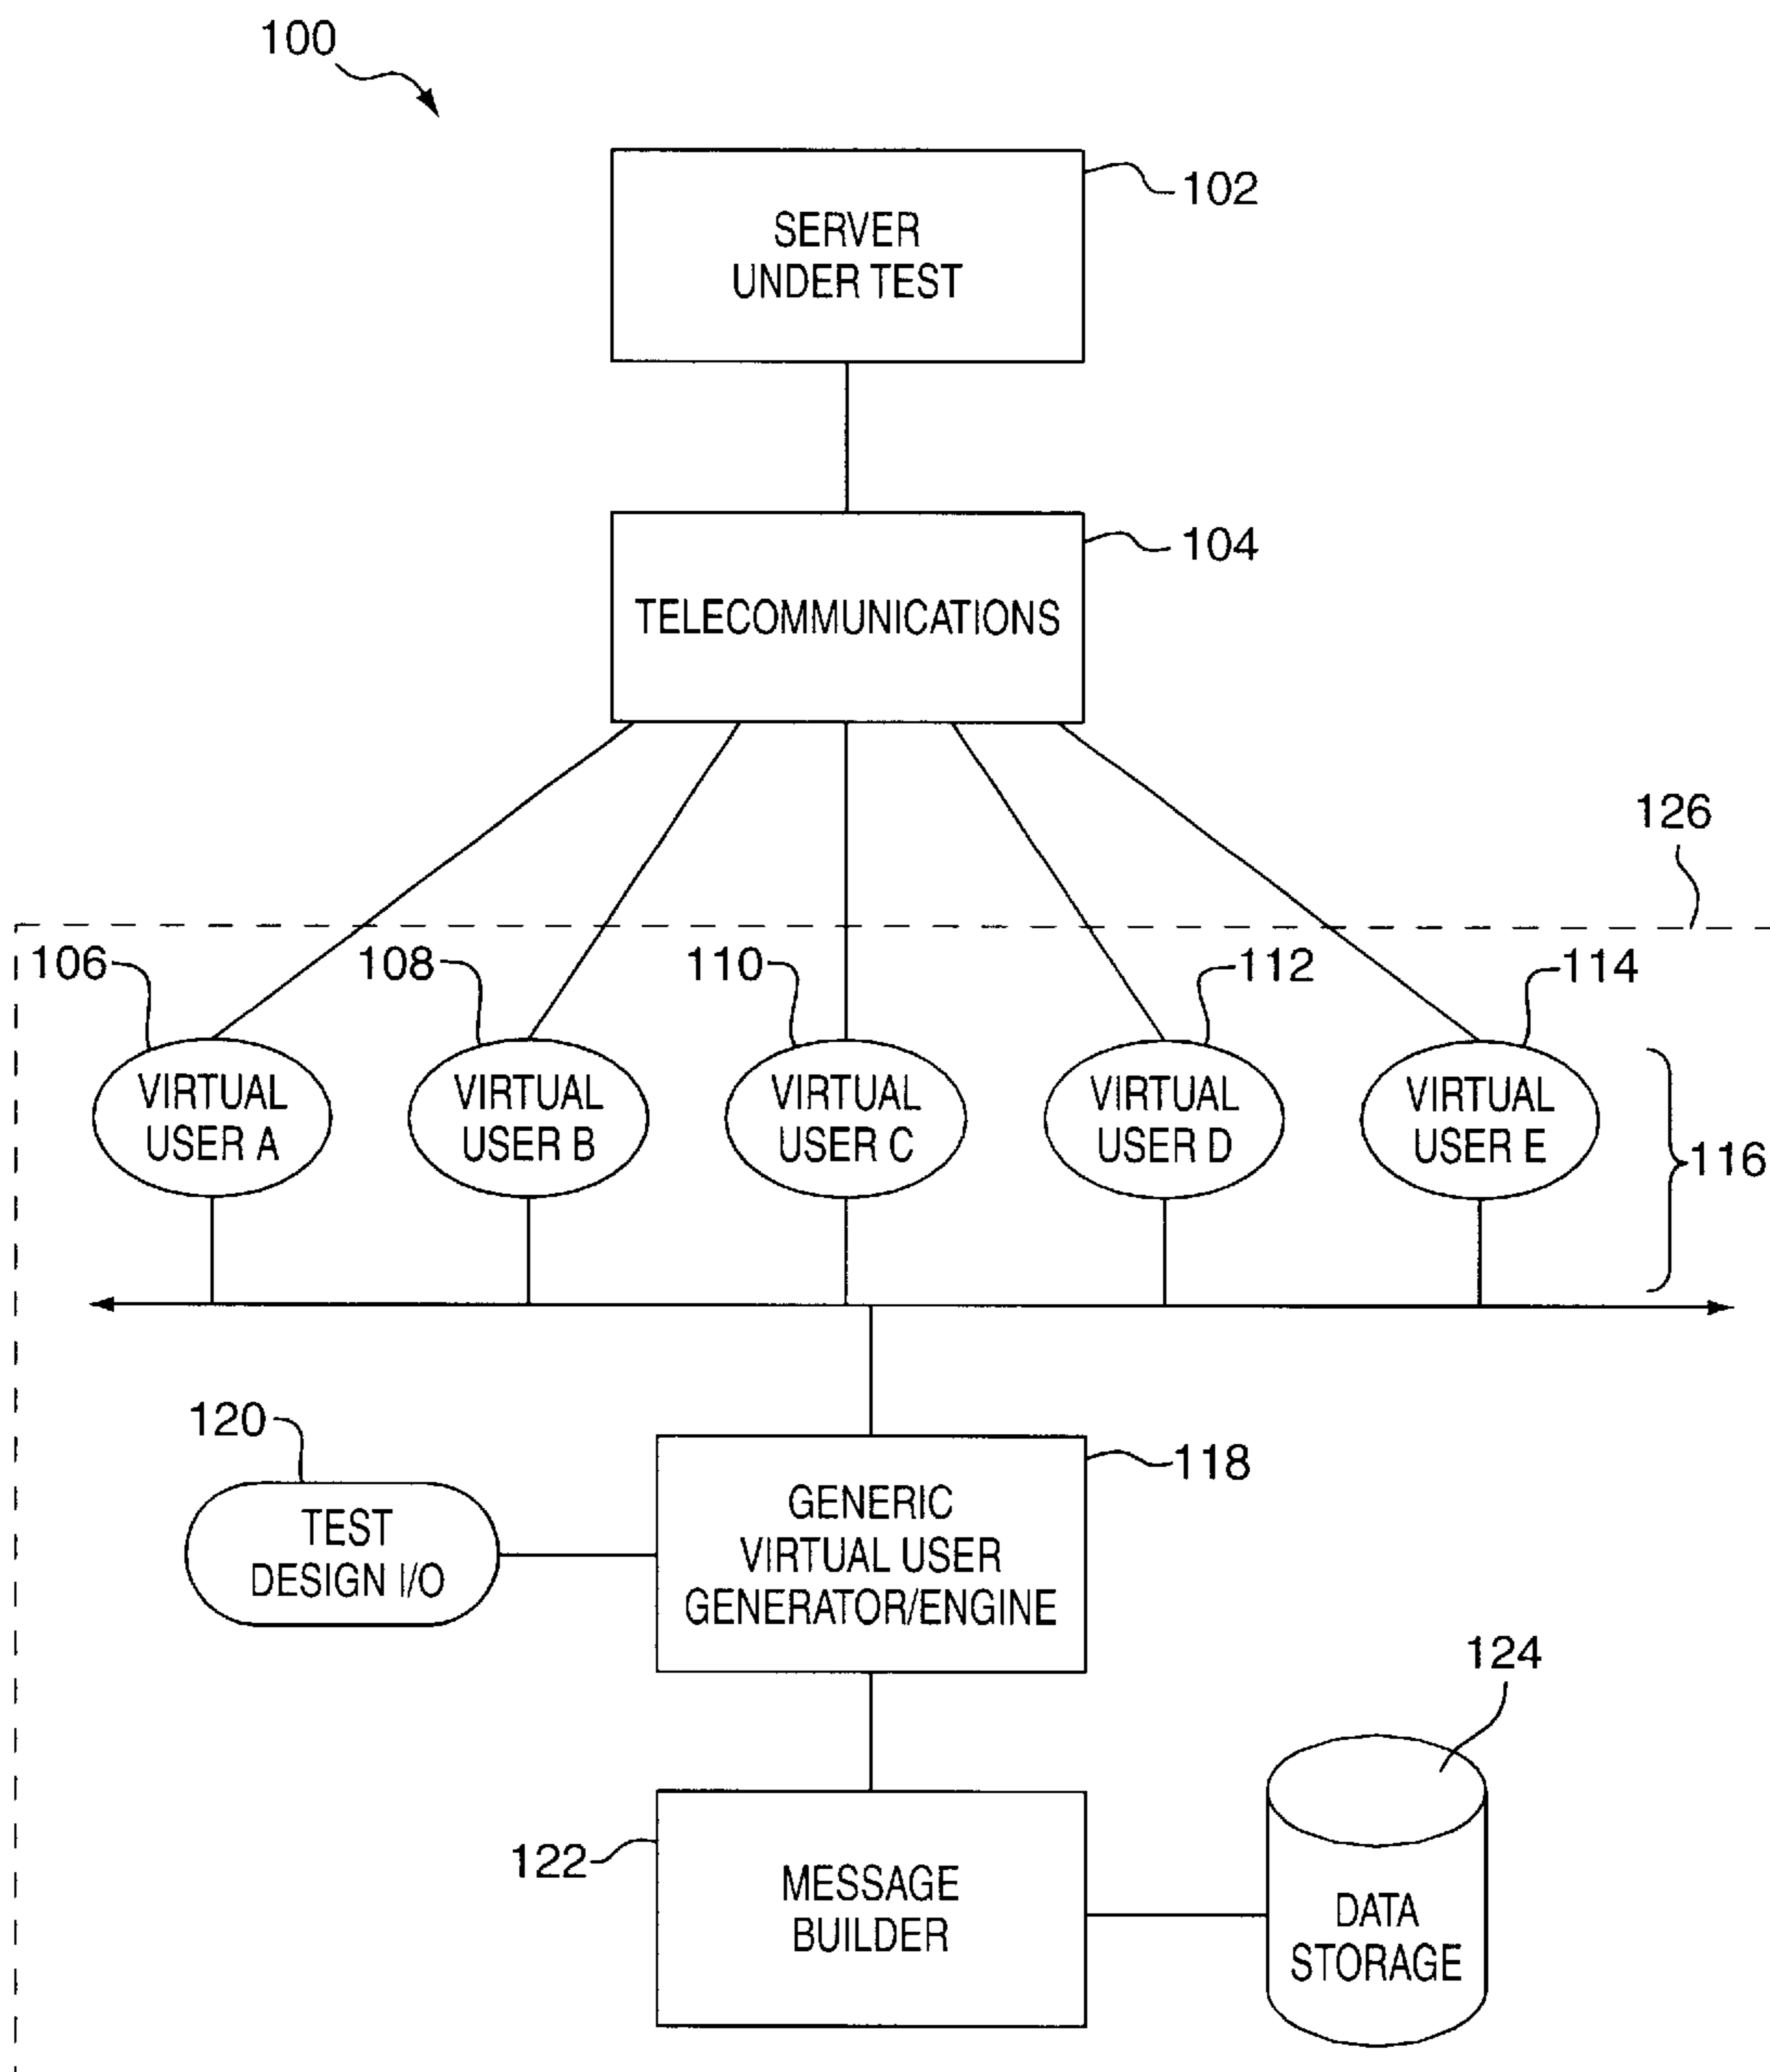 100
102
SERVER
UNDER TEST
104
TELECOMMUNICATIONS
126
106
108
110
112
114
VIRTUAL
USER A
VIRTUAL
USER B
VIRTUAL
USER C
VIRTUAL
USER D
VIRTUAL
USER E
116
120
118
TEST
DESIGN I/O
GENERIC
VIRTUAL USER
GENERATOR/ENGINE
124
122
MESSAGE
BUILDER
DATA
STORAGE